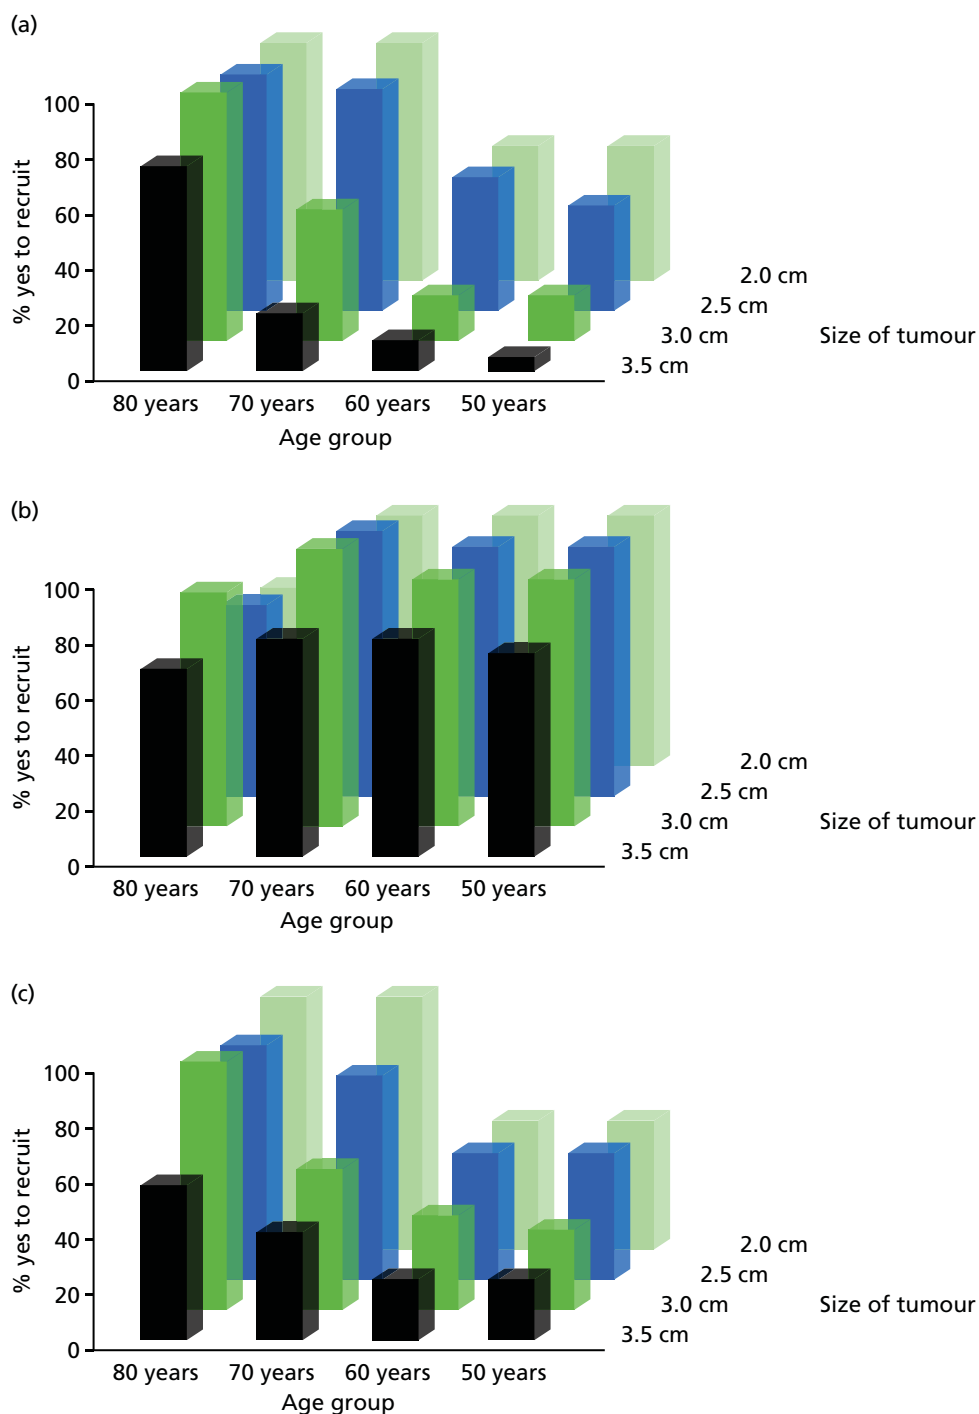 (a)
% yes to recruit
100
80
60
40
20
0
2.0 cm
2.5 cm
3.0 cm Size of tumour
3.5 cm
80 years 70 years 60 years 50 years
Age group
(b)
% yes to recruit
100
80
60
40
20
0
2.0 cm
2.5 cm
3.0 cm Size of tumour
3.5 cm
80 years 70 years 60 years 50 years
Age group
(c)
% yes to recruit
100
80
60
40
20
0
2.0 cm
2.5 cm
3.0 cm Size of tumour
3.5 cm
80 years 70 years 60 years 50 years
Age group